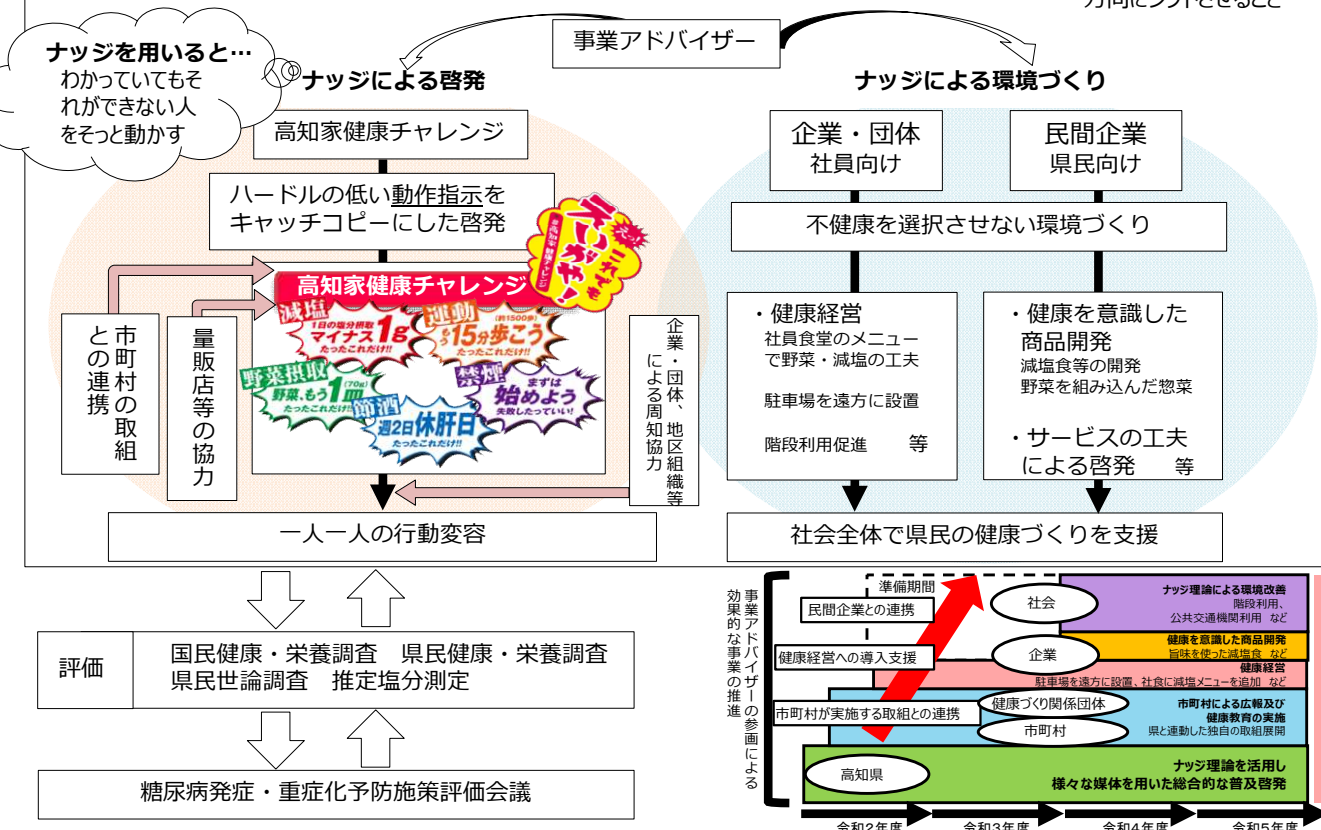 方向にシフトさせること
事業アドバイザー
ナッジを用いると…
わかっていてもそ
れができない人
をそっと動かす
ナッジによる啓発
高知家健康チャレンジ
ハードルの低い動作指示を
キャッチコピーにした啓発
えっ!
これでも
えいがや!
#高知家健康チャレンジ
高知家健康チャレンジ
減塩
1日の塩分摂取
マイナス1g
たったこれだけ!!
運動
(約1500歩)
もう15分歩こう
たったこれだけ!!
野菜摂取
(70g)
野菜、もう1皿
たったこれだけ!!
節酒
週2日休肝日
たったこれだけ!!
禁煙
まずは
始めよう
失敗したっていい!
市町村の取組
との連携
量販店等の協力
企業・団体、地区組織等
による周知協力
一人一人の行動変容
ナッジによる環境づくり
企業・団体
社員向け
民間企業
県民向け
不健康を選択させない環境づくり
・健康経営
社員食堂のメニュー
で野菜・減塩の工夫
駐車場を遠方に設置
階段利用促進 等
・健康を意識した
商品開発
減塩食等の開発
野菜を組み込んだ惣菜
・サービスの工夫
による啓発 等
社会全体で県民の健康づくりを支援
評価
国民健康・栄養調査 県民健康・栄養調査
県民世論調査 推定塩分測定
糖尿病発症・重症化予防施策評価会議
事業アドバイザーの参画による
効果的な事業の推進
準備期間
民間企業との連携
社会
ナッジ理論による環境改善
階段利用、
公共交通機関利用 など
健康経営への導入支援
企業
健康を意識した商品開発
旨味を使った減塩食 など
健康経営
駐車場を遠方に設置、社食に減塩メニューを追加 など
市町村が実施する取組との連携
健康づくり関係団体
市町村
市町村による広報及び
健康教育の実施
県と連動した独自の取組展開
高知県
ナッジ理論を活用し
様々な媒体を用いた総合的な普及啓発
令和2年度
令和3年度
令和4年度
令和5年度